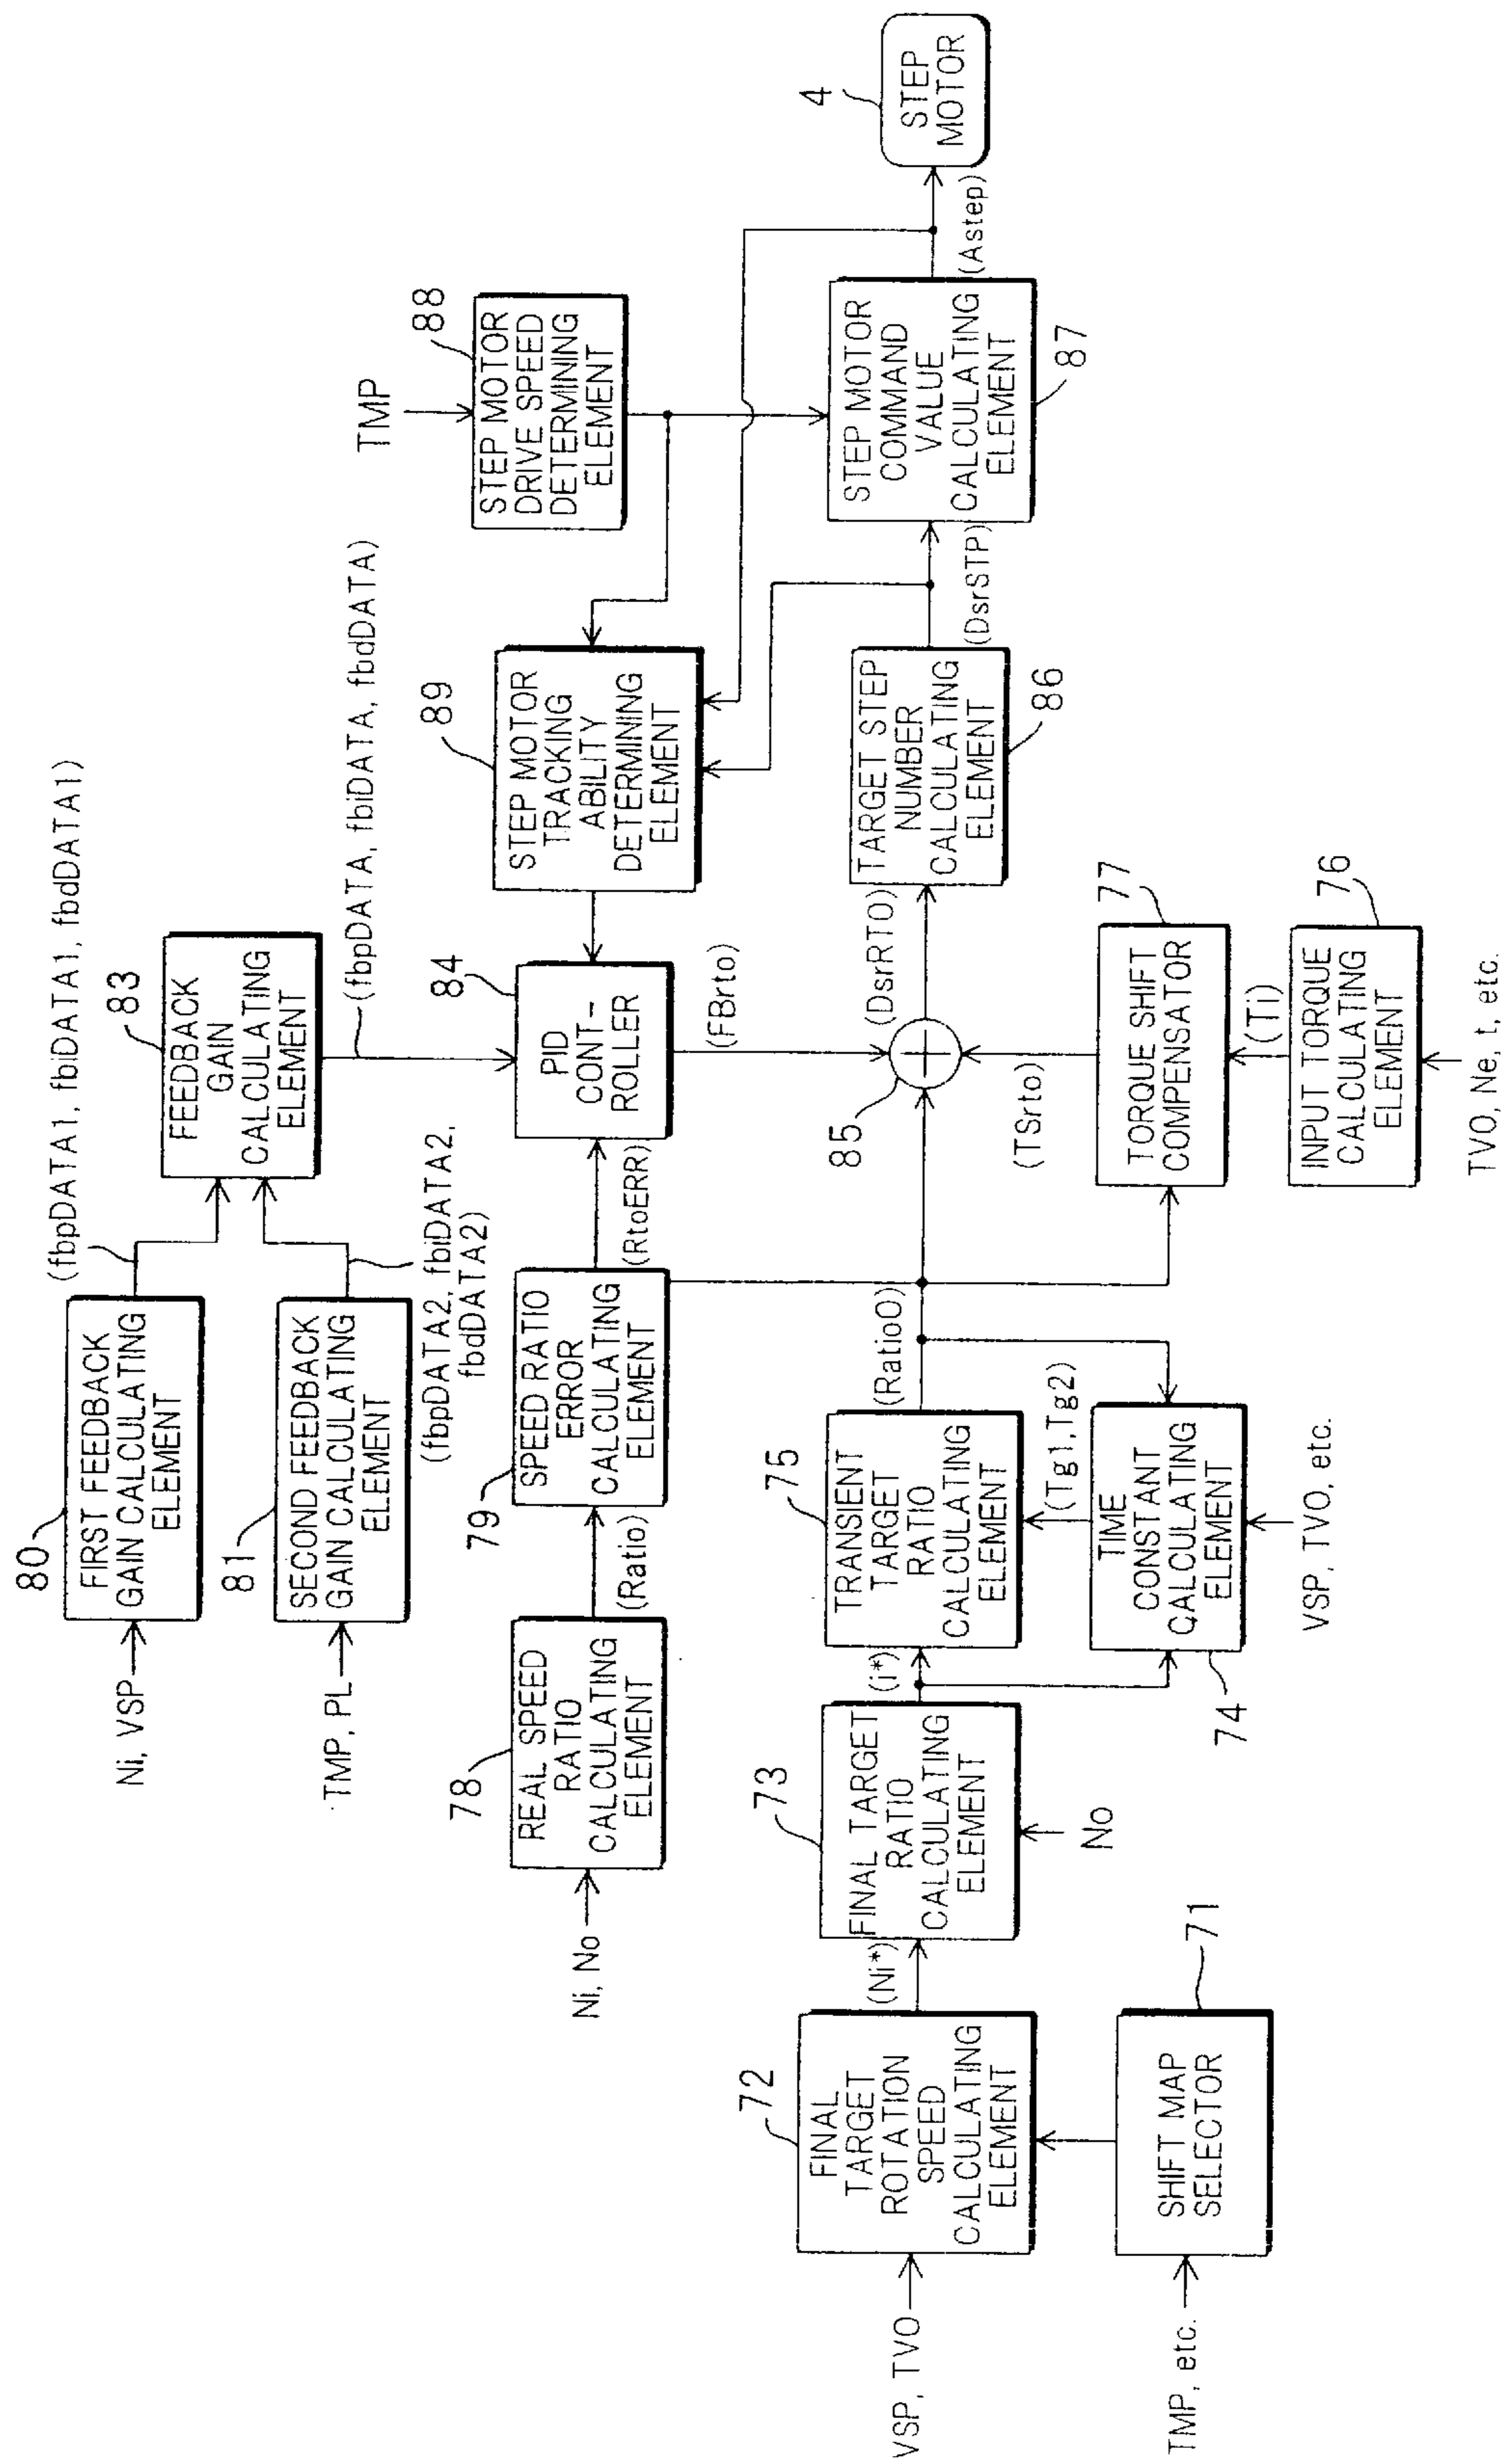 80
FIRST FEEDBACK
GAIN CALCULATING
ELEMENT
Ni, VSP
(fbpDATA1, fbiDATA1, fbdDATA1)
81
SECOND FEEDBACK
GAIN CALCULATING
ELEMENT
TMP, PL
(fbpDATA2, fbiDATA2,
fbdDATA2)
83
FEEDBACK
GAIN
CALCULATING
ELEMENT
(fbpDATA, fbiDATA, fbdDATA)
78
REAL SPEED
RATIO
CALCULATING
ELEMENT
Ni, No
(Ratio)
79
SPEED RATIO
ERROR
CALCULATING
ELEMENT
(RtoERR)
84
PID
CONT-
ROLLER
(FBrto)
89
STEP MOTOR
TRACKING
ABILITY
DETERMINING
ELEMENT
TMP
88
STEP MOTOR
DRIVE SPEED
DETERMINING
ELEMENT
72
FINAL
TARGET
ROTATION
SPEED
CALCULATING
ELEMENT
VSP, TVO
(Ni*)
73
FINAL TARGET
RATIO
CALCULATING
ELEMENT
No
(i*)
75
TRANSIENT
TARGET
RATIO
CALCULATING
ELEMENT
(Ratio0)
(Tg1,Tg2)
85
(DsrRTO)
(TSrto)
86
TARGET STEP
NUMBER
CALCULATING
ELEMENT
(DsrSTP)
87
STEP MOTOR
COMMAND
VALUE
CALCULATING
ELEMENT
(Astep)
4
STEP
MOTOR
71
SHIFT MAP
SELECTOR
TMP, etc.
74
TIME
CONSTANT
CALCULATING
ELEMENT
VSP, TVO, etc.
77
TORQUE SHIFT
COMPENSATOR
(Ti)
76
INPUT TORQUE
CALCULATING
ELEMENT
TVO, Ne, t, etc.